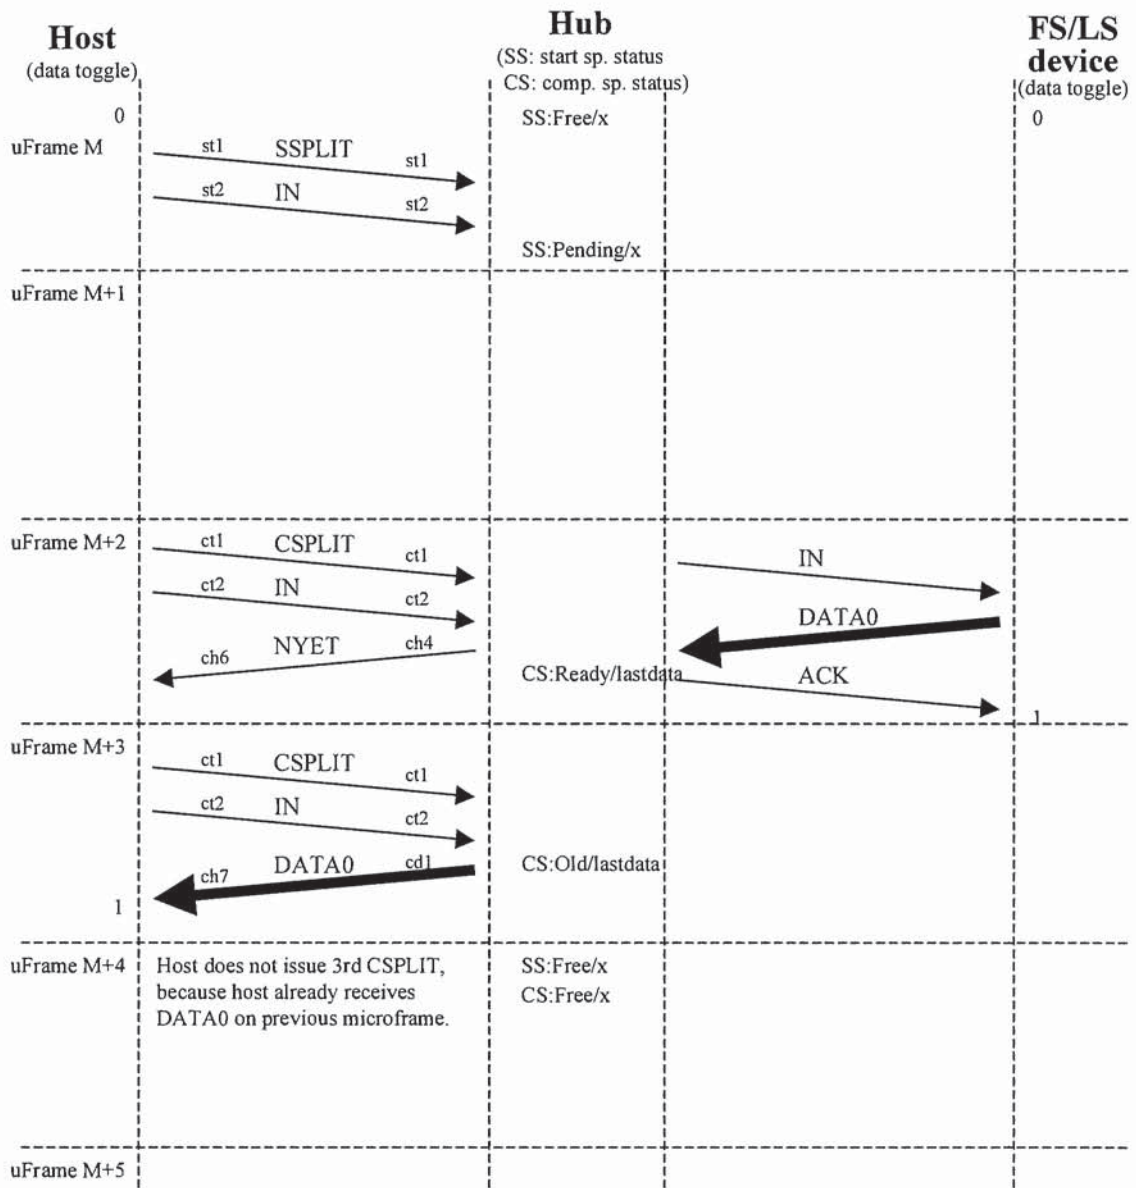 Host
(data toggle)
Hub
(SS: start sp. status
CS: comp. sp. status)
FS/LS
device
(data toggle)
0
SS:Free/x
0
uFrame M
st1 SSPLIT st1
st2 IN st2
SS:Pending/x
uFrame M+1
uFrame M+2
ct1 CSPLIT ct1
ct2 IN ct2
NYET
ch6 ch4
IN
DATA0
CS:Ready/lastdata
ACK
1
uFrame M+3
ct1 CSPLIT ct1
ct2 IN ct2
ch7 DATA0 cd1
CS:Old/lastdata
1
uFrame M+4
Host does not issue 3rd CSPLIT,
because host already receives
DATA0 on previous microframe.
SS:Free/x
CS:Free/x
uFrame M+5